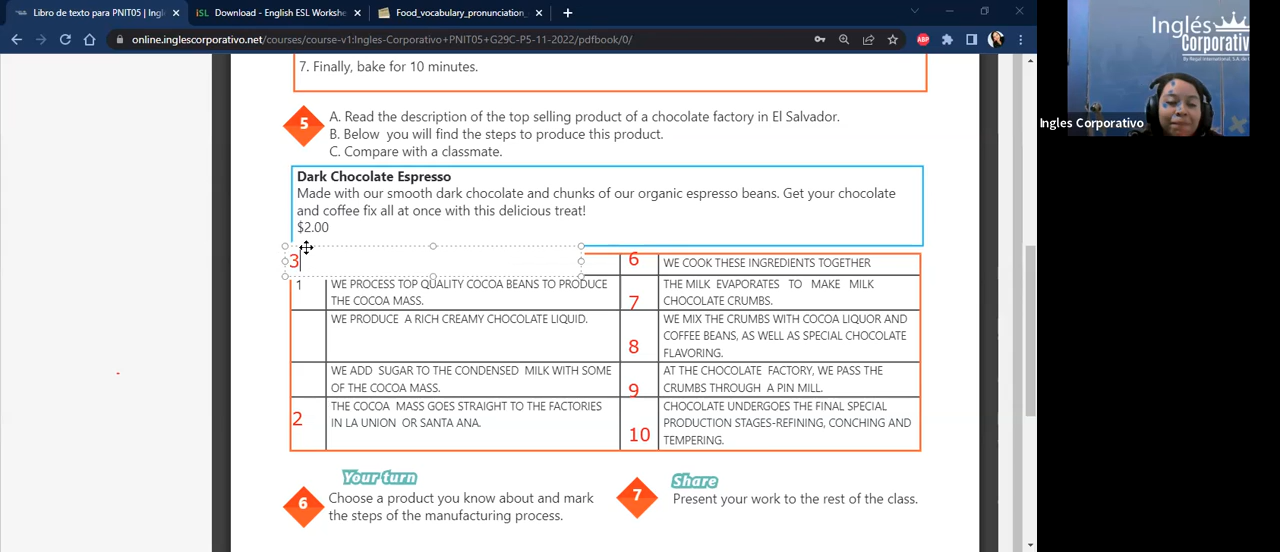 Libro de texto para PNIT05 | Ingl
Download - English ESL Workshe
Food_vocabulary_pronunciation_
online.inglescorporativo.net/courses/course-v1:Ingles-Corporativo+PNIT05+G29C-P5-11-2022/pdfbook/0/
ABP
Inglés
Corporativo
By Regal International, S.A. de
Ingles Corporativo
7. Finally, bake for 10 minutes.
5
A. Read the description of the top selling product of a chocolate factory in El Salvador.
B. Below you will find the steps to produce this product.
C. Compare with a classmate.
Dark Chocolate Espresso
Made with our smooth dark chocolate and chunks of our organic espresso beans. Get your chocolate
and coffee fix all at once with this delicious treat!
$2.00
3
1 WE PROCESS TOP QUALITY COCOA BEANS TO PRODUCE
THE COCOA MASS.
WE PRODUCE A RICH CREAMY CHOCOLATE LIQUID.
WE ADD SUGAR TO THE CONDENSED MILK WITH SOME
OF THE COCOA MASS.
2 THE COCOA MASS GOES STRAIGHT TO THE FACTORIES
IN LA UNION OR SANTA ANA.
6 WE COOK THESE INGREDIENTS TOGETHER
7 THE MILK EVAPORATES TO MAKE MILK
CHOCOLATE CRUMBS.
8 WE MIX THE CRUMBS WITH COCOA LIQUOR AND
COFFEE BEANS, AS WELL AS SPECIAL CHOCOLATE
FLAVORING.
9 AT THE CHOCOLATE FACTORY, WE PASS THE
CRUMBS THROUGH A PIN MILL.
10 CHOCOLATE UNDERGOES THE FINAL SPECIAL
PRODUCTION STAGES-REFINING, CONCHING AND
TEMPERING.
Your turn
6 Choose a product you know about and mark
the steps of the manufacturing process.
Share
7 Present your work to the rest of the class.